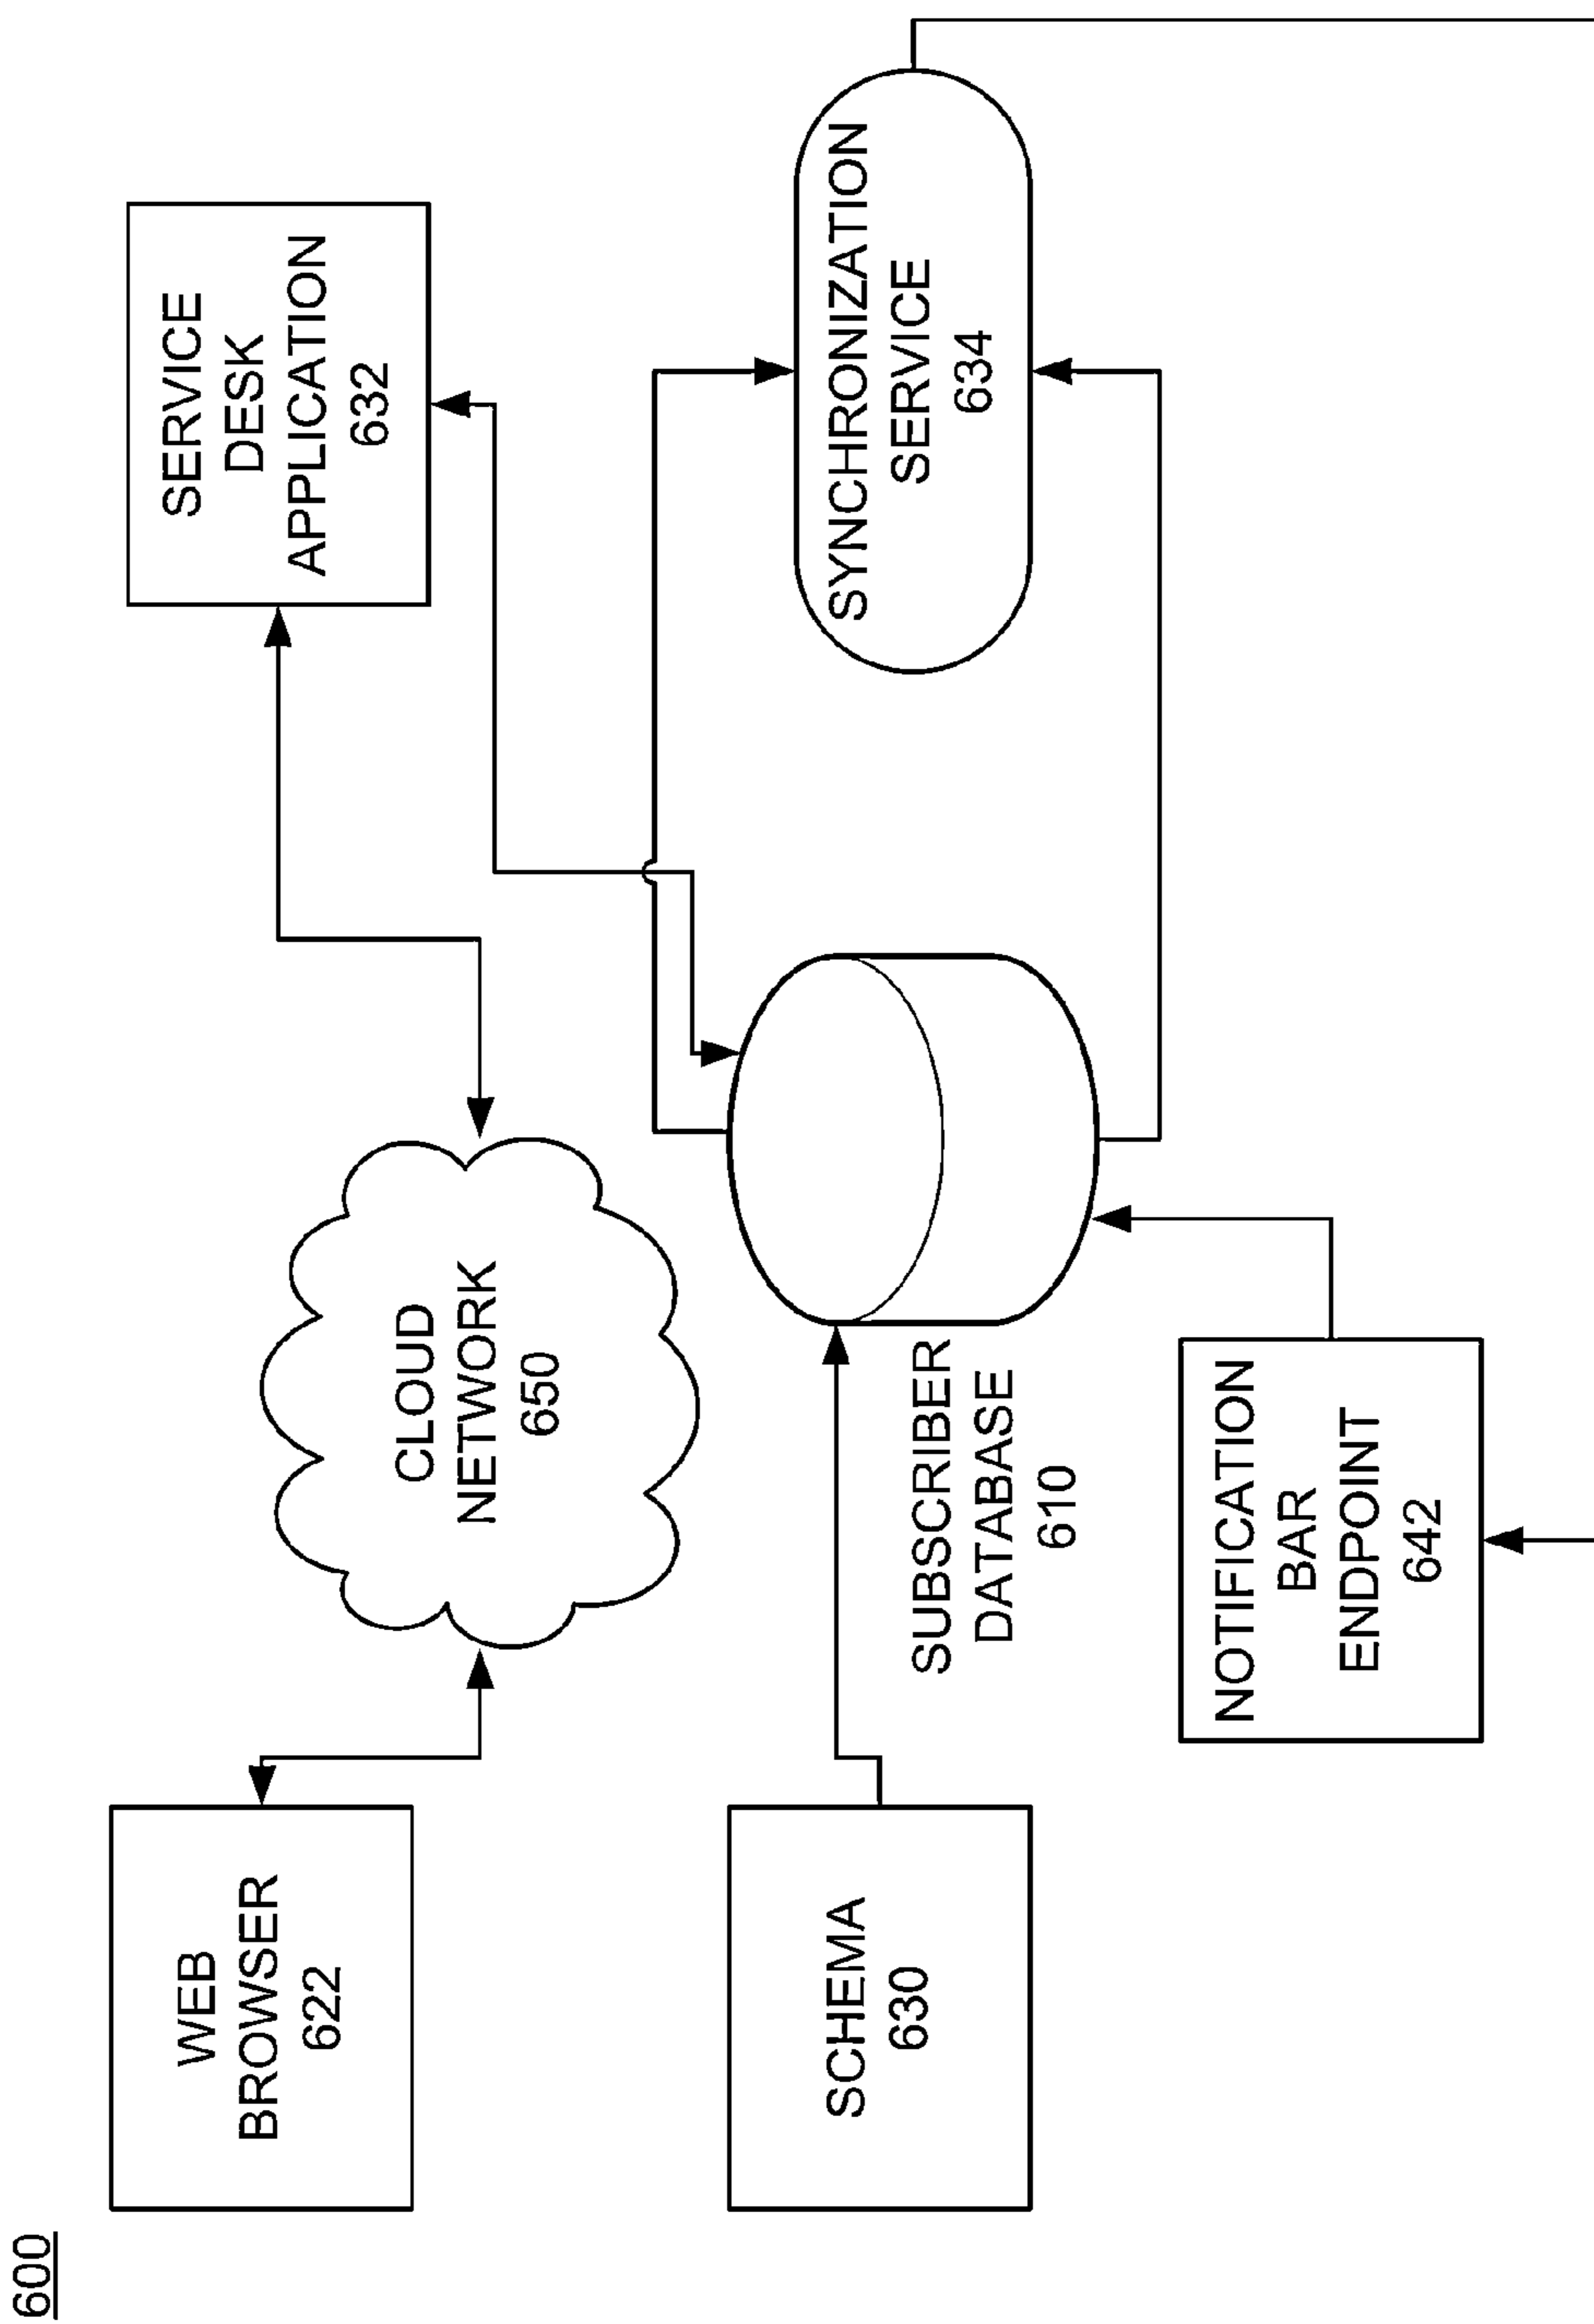 600
WEB
BROWSER
622
CLOUD
NETWORK
650
SERVICE
DESK
APPLICATION
632
SCHEMA
630
SUBSCRIBER
DATABASE
610
SYNCHRONIZATION
SERVICE
634
NOTIFICATION
BAR
ENDPOINT
642